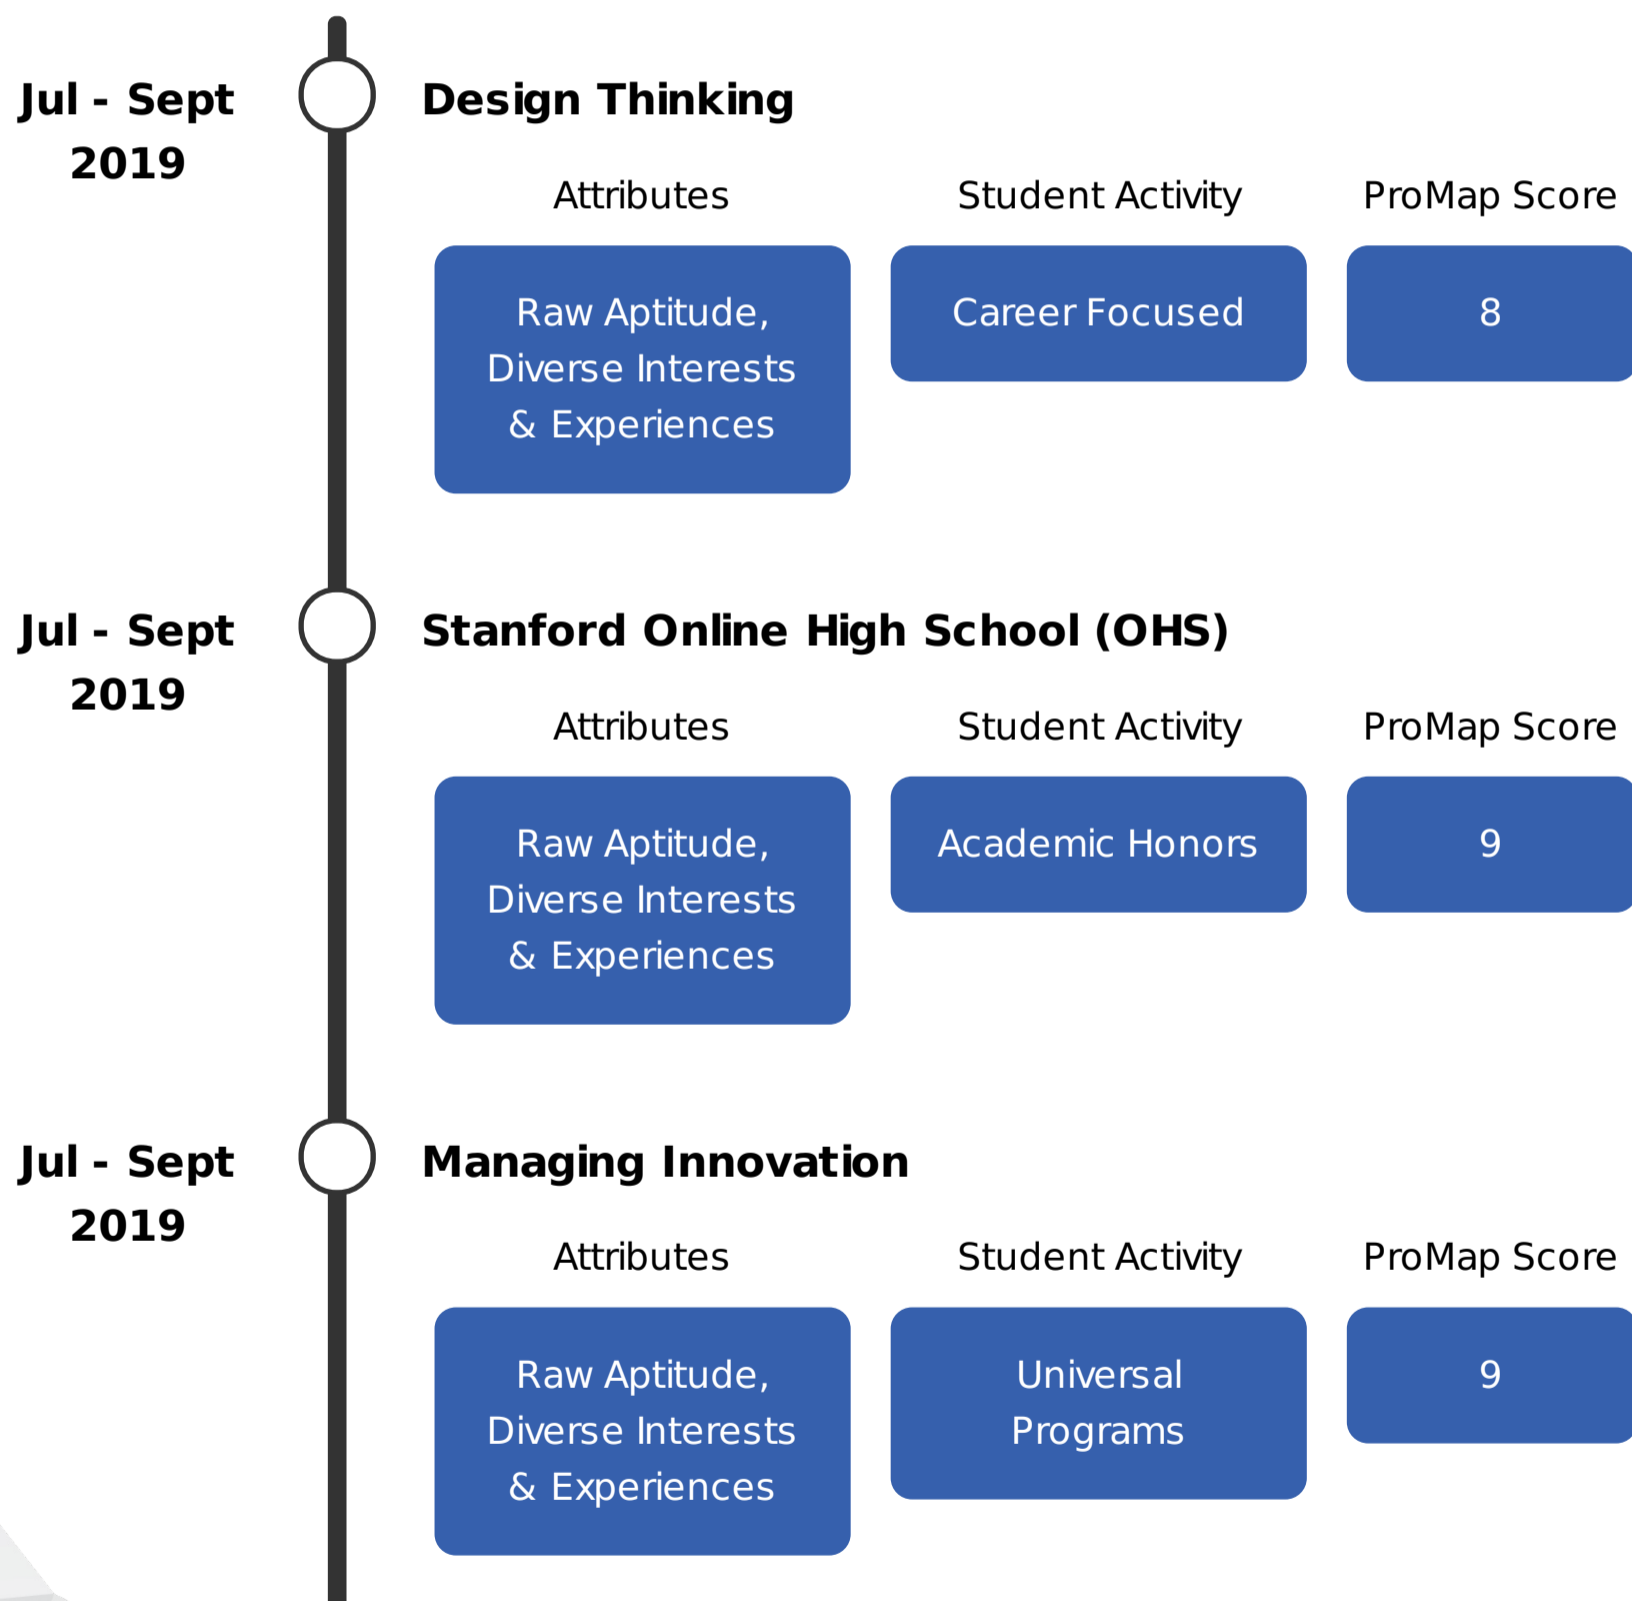 Jul - Sept
2019
Design Thinking
Attributes
Student Activity
ProMap Score
Raw Aptitude,
Diverse Interests
& Experiences
Career Focused
8
Jul - Sept
2019
Stanford Online High School (OHS)
Attributes
Student Activity
ProMap Score
Raw Aptitude,
Diverse Interests
& Experiences
Academic Honors
9
Jul - Sept
2019
Managing Innovation
Attributes
Student Activity
ProMap Score
Raw Aptitude,
Diverse Interests
& Experiences
Universal
Programs
9